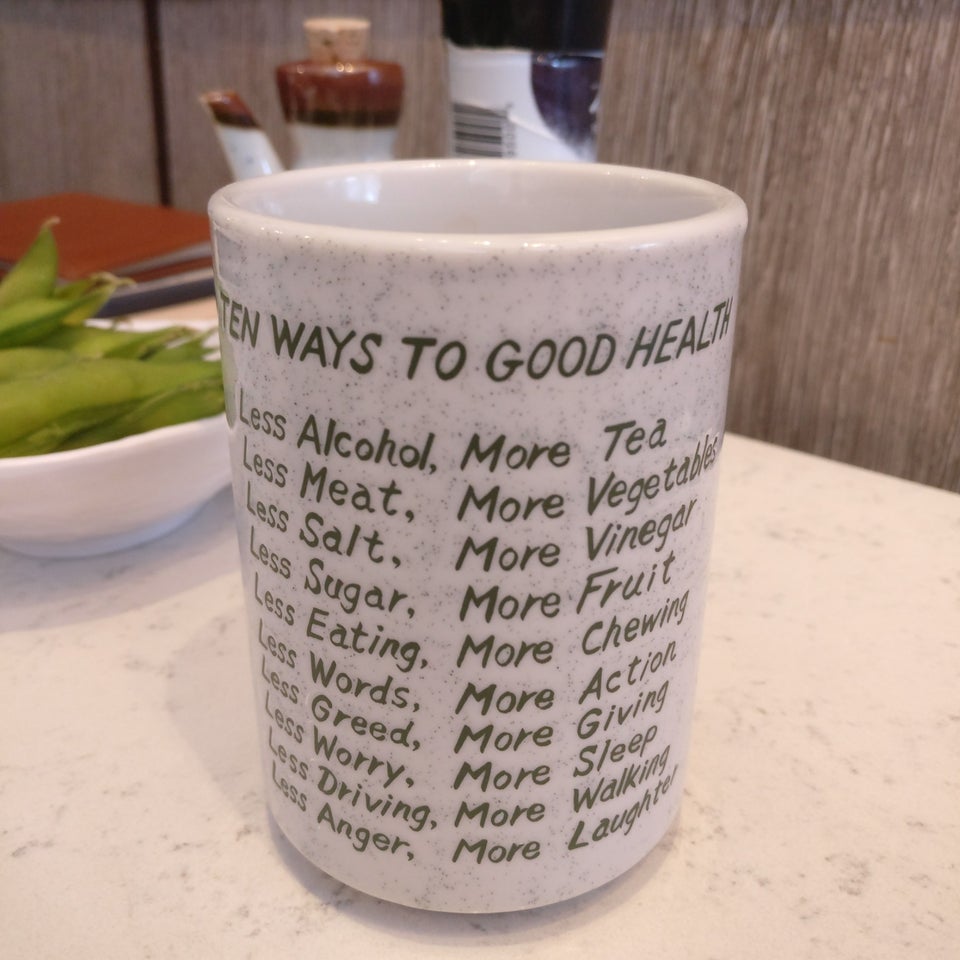 TEN WAYS TO GOOD HEALTH
Less Alcohol, More Tea
Less Meat, More Vegetables
Less Salt, More Vinegar
Less Sugar, More Fruit
Less Eating, More Chewing
Less Words, More Action
Less Greed, More Giving
Less Worry, More Sleep
Less Driving, More Walking
Less Anger, More Laughter